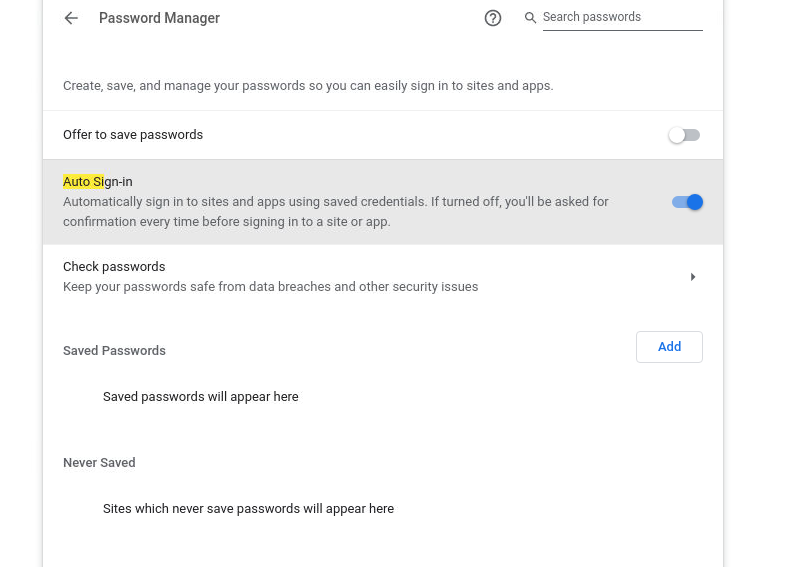 Password Manager
Search passwords
Create, save, and manage your passwords so you can easily sign in to sites and apps.
Offer to save passwords
Auto Sign-in
Automatically sign in to sites and apps using saved credentials. If turned off, you'll be asked for
confirmation every time before signing in to a site or app.
Check passwords
Keep your passwords safe from data breaches and other security issues
Saved Passwords
Add
Saved passwords will appear here
Never Saved
Sites which never save passwords will appear here